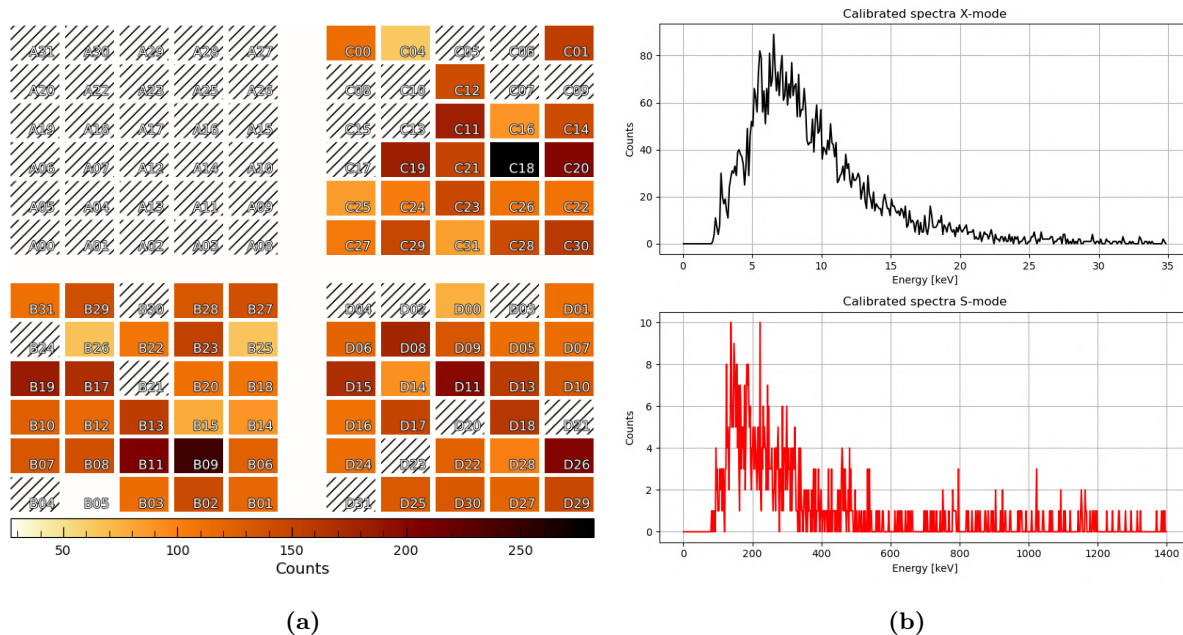 A31 A30 A29 A28 A27
A20 A22 A23 A25 A26
A19 A18 A17 A16 A15
A06 A07 A12 A14 A10
A05 A04 A13 A11 A09
A00 A01 A02 A03 A08
C00 C04 C05 C06 C01
C08 C10 C12 C07 C09
C15 C13 C11 C16 C14
C17 C19 C21 C18 C20
C25 C24 C23 C26 C22
C27 C29 C31 C28 C30
B31 B29 B30 B28 B27
B24 B26 B22 B23 B25
B19 B17 B21 B20 B18
B10 B12 B13 B15 B14
B07 B08 B11 B09 B06
B04 B05 B03 B02 B01
D04 D02 D00 D03 D01
D06 D08 D09 D05 D07
D15 D14 D11 D13 D10
D16 D17 D20 D18 D21
D24 D23 D22 D28 D26
D31 D25 D30 D27 D29
50 100 150 200 250
Counts
(a)
Calibrated spectra X-mode
80
60
40
20
0
Counts
0 5 10 15 20 25 30 35
Energy [keV]
Calibrated spectra S-mode
10
8
6
4
2
0
Counts
0 200 400 600 800 1000 1200 1400
Energy [keV]
(b)